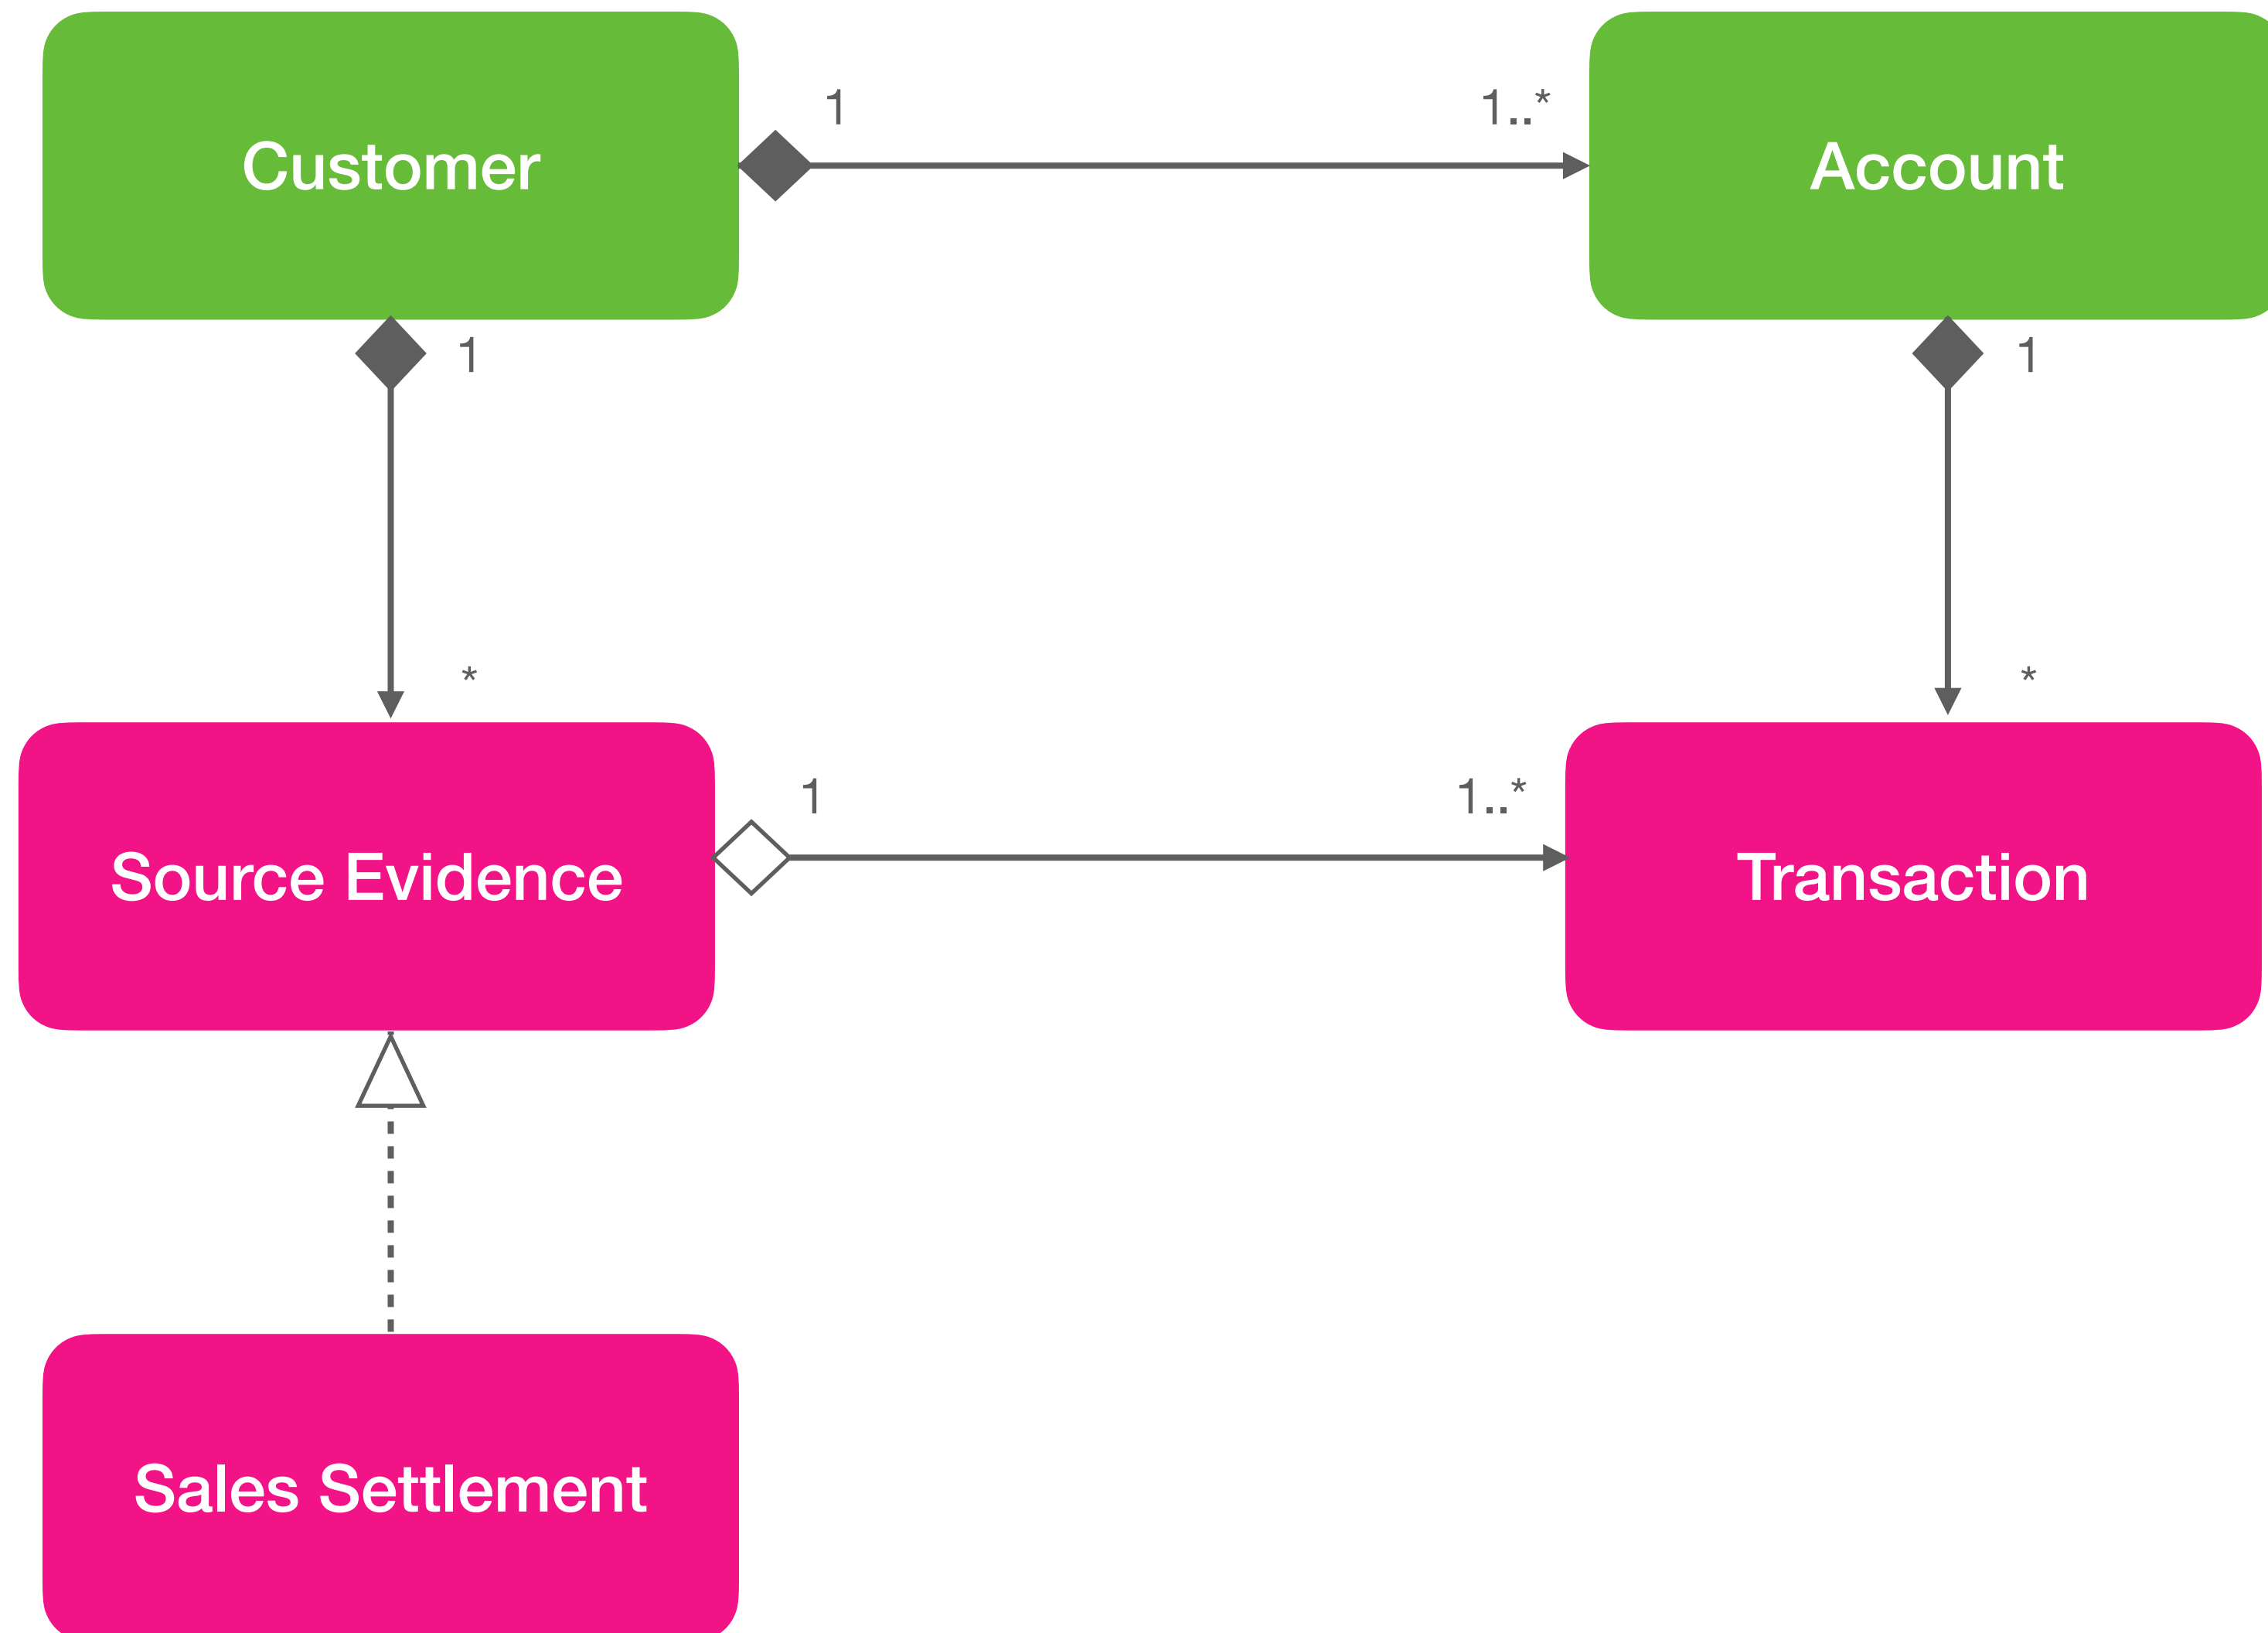 1
1..*
Customer
Account
1
1
*
*
1
1..*
Source Evidence
Transaction
Sales Settlement